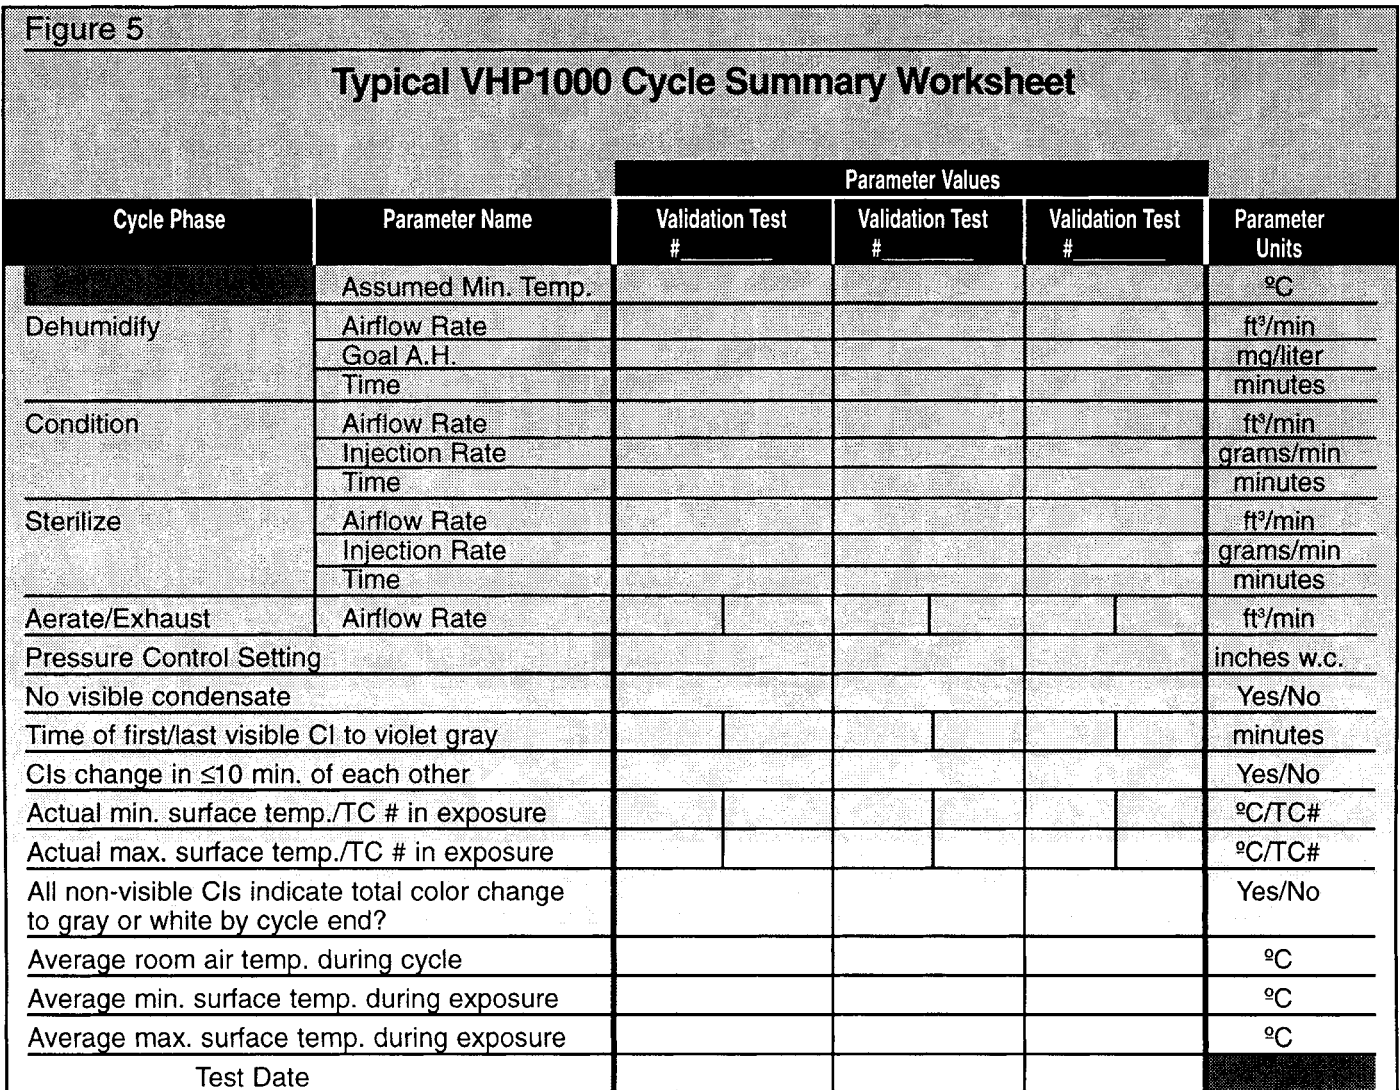 Figure 5
Typical VHP1000 Cycle Summary Worksheet
Parameter Values
Cycle Phase Parameter Name Validation Test #_______ Validation Test #_______ Validation Test #_______ Parameter Units
Assumed Min. Temp. ºC
Dehumidify Airflow Rate ft³/min
Goal A.H. mg/liter
Time minutes
Condition Airflow Rate ft³/min
Injection Rate grams/min
Time minutes
Sterilize Airflow Rate ft³/min
Injection Rate grams/min
Time minutes
Aerate/Exhaust Airflow Rate ft³/min
Pressure Control Setting inches w.c.
No visible condensate Yes/No
Time of first/last visible CI to violet gray minutes
CIs change in ≤10 min. of each other Yes/No
Actual min. surface temp./TC # in exposure ºC/TC#
Actual max. surface temp./TC # in exposure ºC/TC#
All non-visible CIs indicate total color change Yes/No
to gray or white by cycle end?
Average room air temp. during cycle ºC
Average min. surface temp. during exposure ºC
Average max. surface temp. during exposure ºC
Test Date